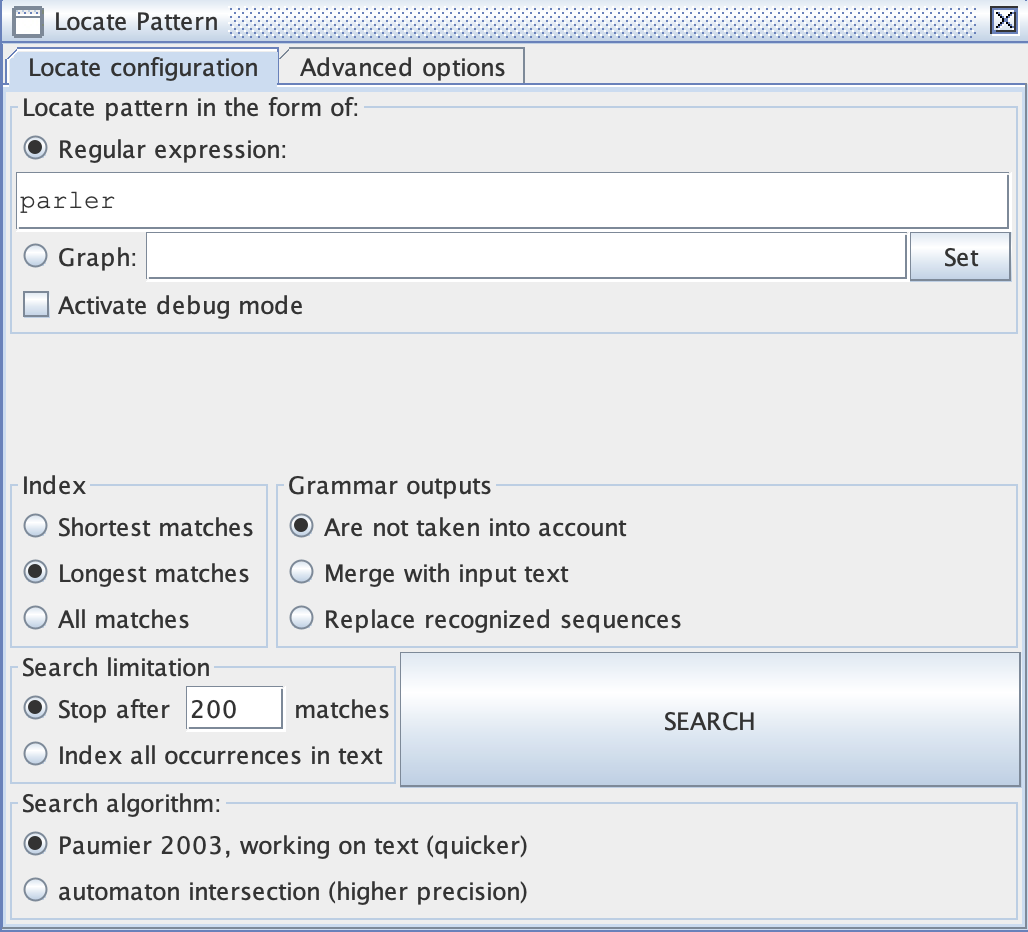 Locate Pattern
Locate configuration Advanced options
Locate pattern in the form of:
Regular expression:
parler
Graph: Set
Activate debug mode
Index
Shortest matches
Longest matches
All matches
Grammar outputs
Are not taken into account
Merge with input text
Replace recognized sequences
Search limitation
Stop after 200 matches
Index all occurrences in text
SEARCH
Search algorithm:
Paumier 2003, working on text (quicker)
automaton intersection (higher precision)